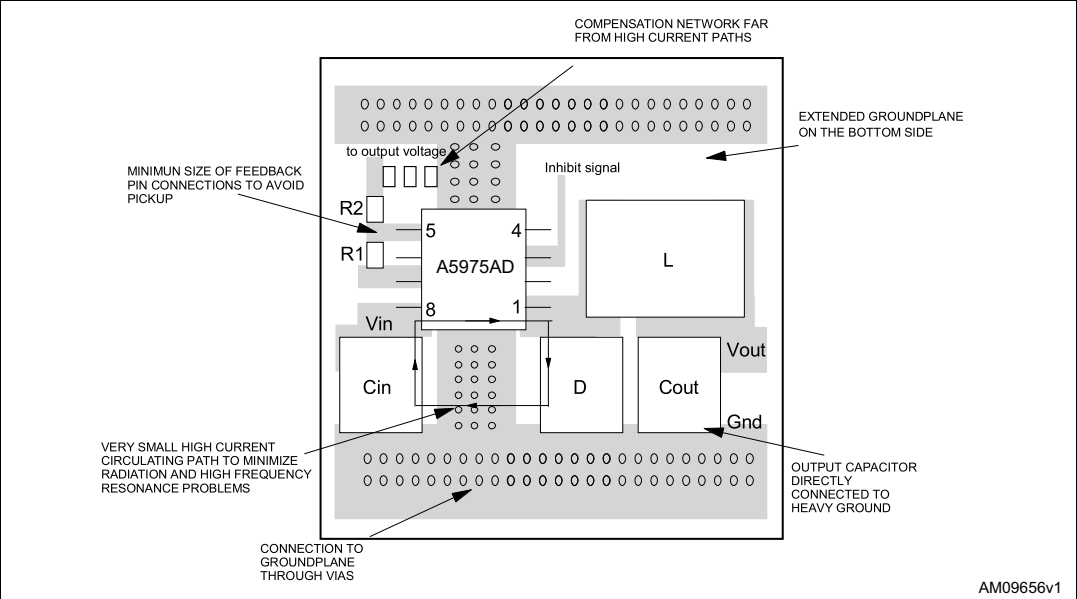 COMPENSATION NETWORK FAR
FROM HIGH CURRENT PATHS
EXTENDED GROUNDPLANE
ON THE BOTTOM SIDE
to output voltage
Inhibit signal
MINIMUN SIZE OF FEEDBACK
PIN CONNECTIONS TO AVOID
PICKUP
R2
R1
5
4
A5975AD
8
1
L
Vin
Vout
Cin
D
Cout
Gnd
VERY SMALL HIGH CURRENT
CIRCULATING PATH TO MINIMIZE
RADIATION AND HIGH FREQUENCY
RESONANCE PROBLEMS
OUTPUT CAPACITOR
DIRECTLY
CONNECTED TO
HEAVY GROUND
CONNECTION TO
GROUNDPLANE
THROUGH VIAS
AM09656v1